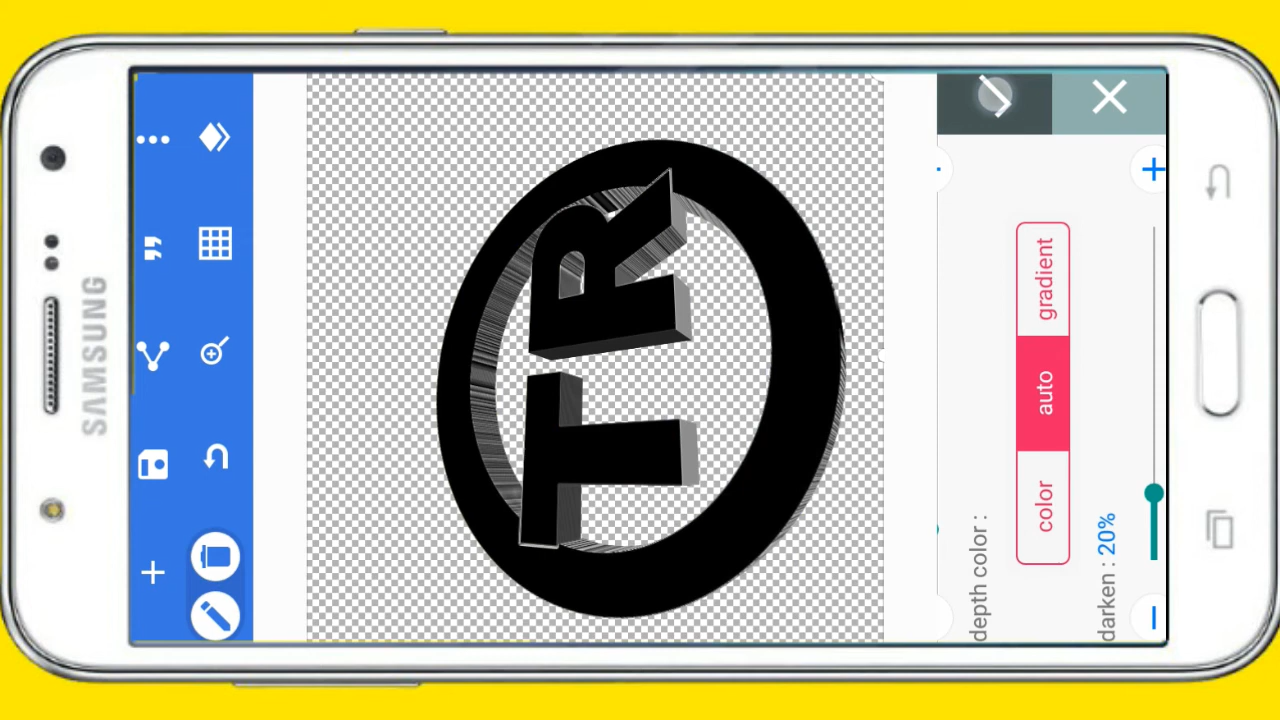 SAMSUNG
TR
depth color :
color
auto
gradient
darken : 20%